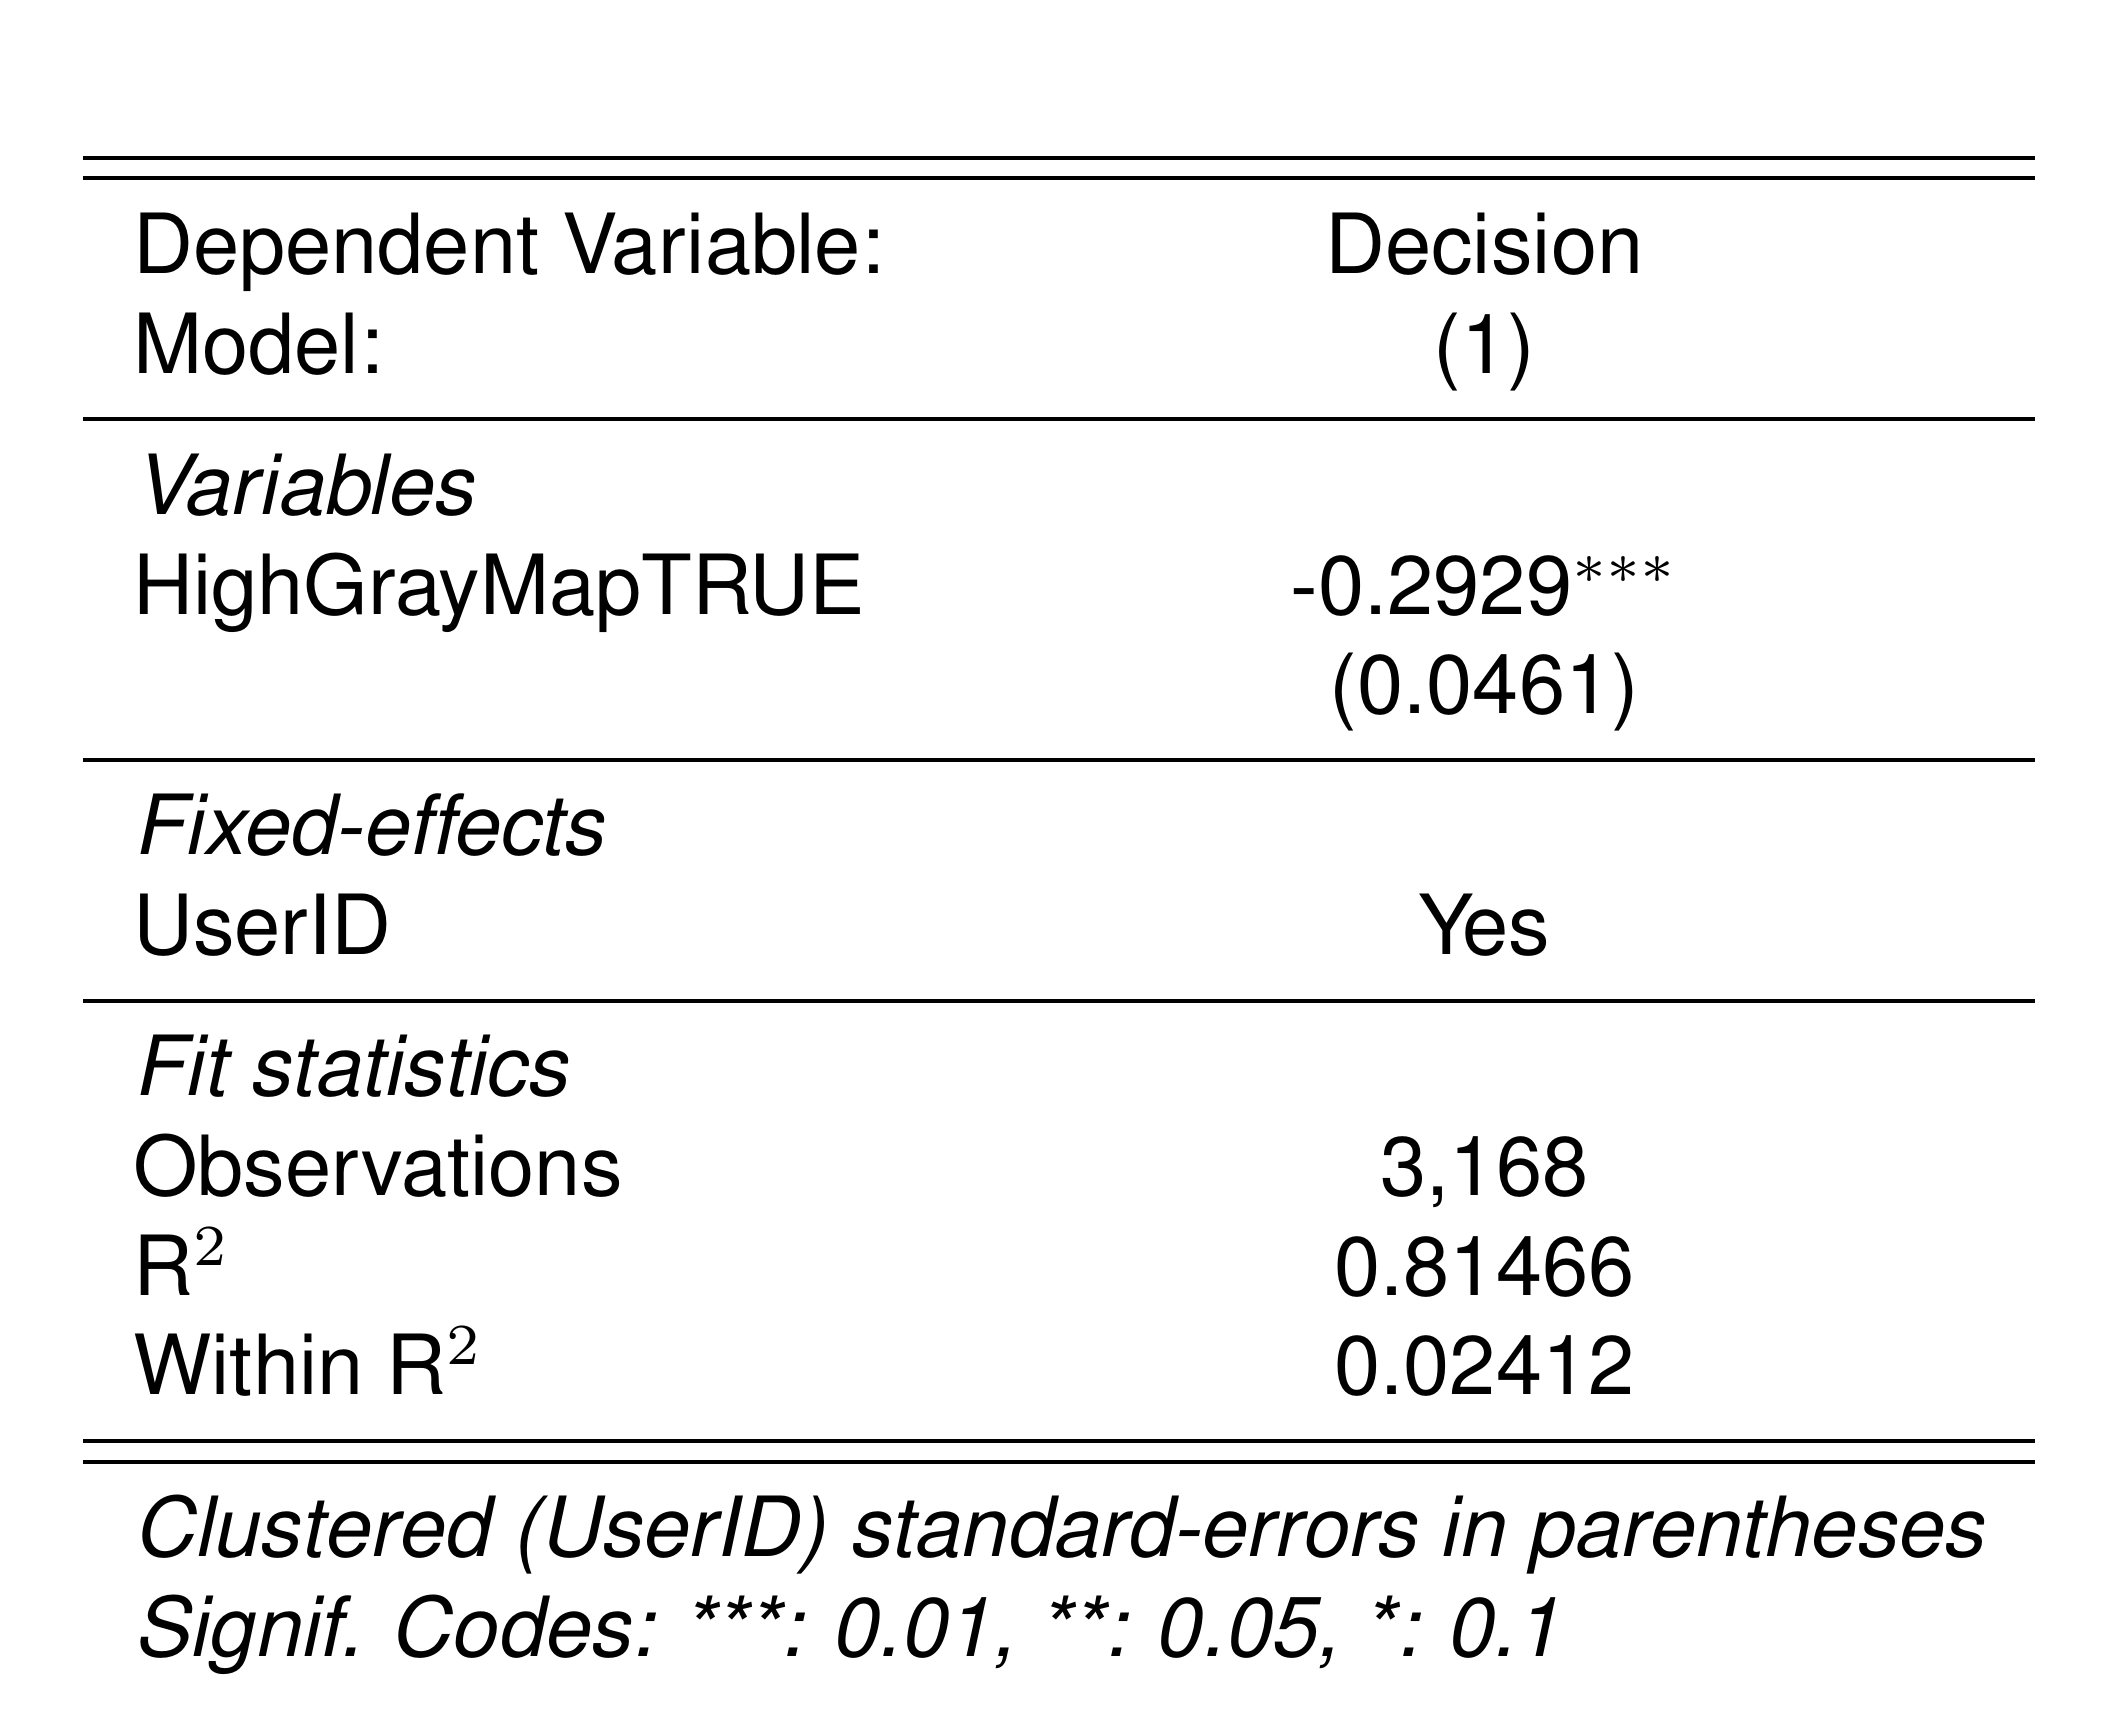 Dependent Variable: Decision
Model: (1)
Variables
HighGrayMapTRUE -0.2929***
(0.0461)
Fixed-effects
UserID Yes
Fit statistics
Observations 3,168
R² 0.81466
Within R² 0.02412
Clustered (UserID) standard-errors in parentheses
Signif. Codes: ***: 0.01, **: 0.05, *: 0.1